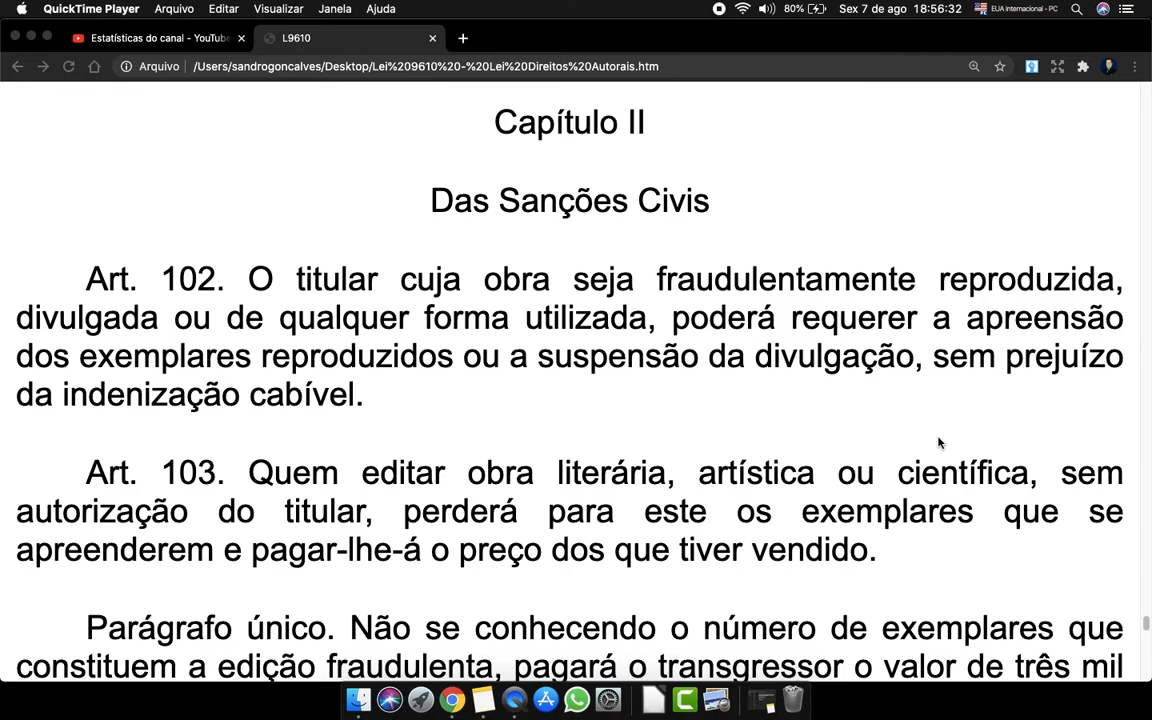 QuickTime Player Arquivo Editar Visualizar Janela Ajuda 80% Sex 7 de ago 18:56:32 EUA Internacional - PC
Estatísticas do canal - YouTube L9610
Arquivo /Users/sandrogoncalves/Desktop/Lei%209610%20-%20Lei%20Direitos%20Autorais.htm
Capítulo II
Das Sanções Civis
Art. 102. O titular cuja obra seja fraudulentamente reproduzida,
divulgada ou de qualquer forma utilizada, poderá requerer a apreensão
dos exemplares reproduzidos ou a suspensão da divulgação, sem prejuízo
da indenização cabível.
Art. 103. Quem editar obra literária, artística ou científica, sem
autorização do titular, perderá para este os exemplares que se
apreenderem e pagar-lhe-á o preço dos que tiver vendido.
Parágrafo único. Não se conhecendo o número de exemplares que
constituem a edição fraudulenta, pagará o transgressor o valor de três mil